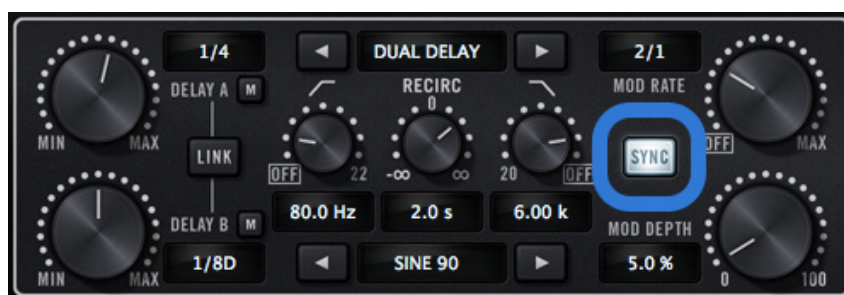 1/4 DUAL DELAY 2/1
DELAY A M RECIRC MOD RATE
0
MIN MAX LINK OFF 22 -∞ ∞ 20 OFF SYNC OFF MAX
80.0 Hz 2.0 s 6.00 k
DELAY B M MOD DEPTH
1/8D SINE 90 5.0 %
MIN MAX 0 100